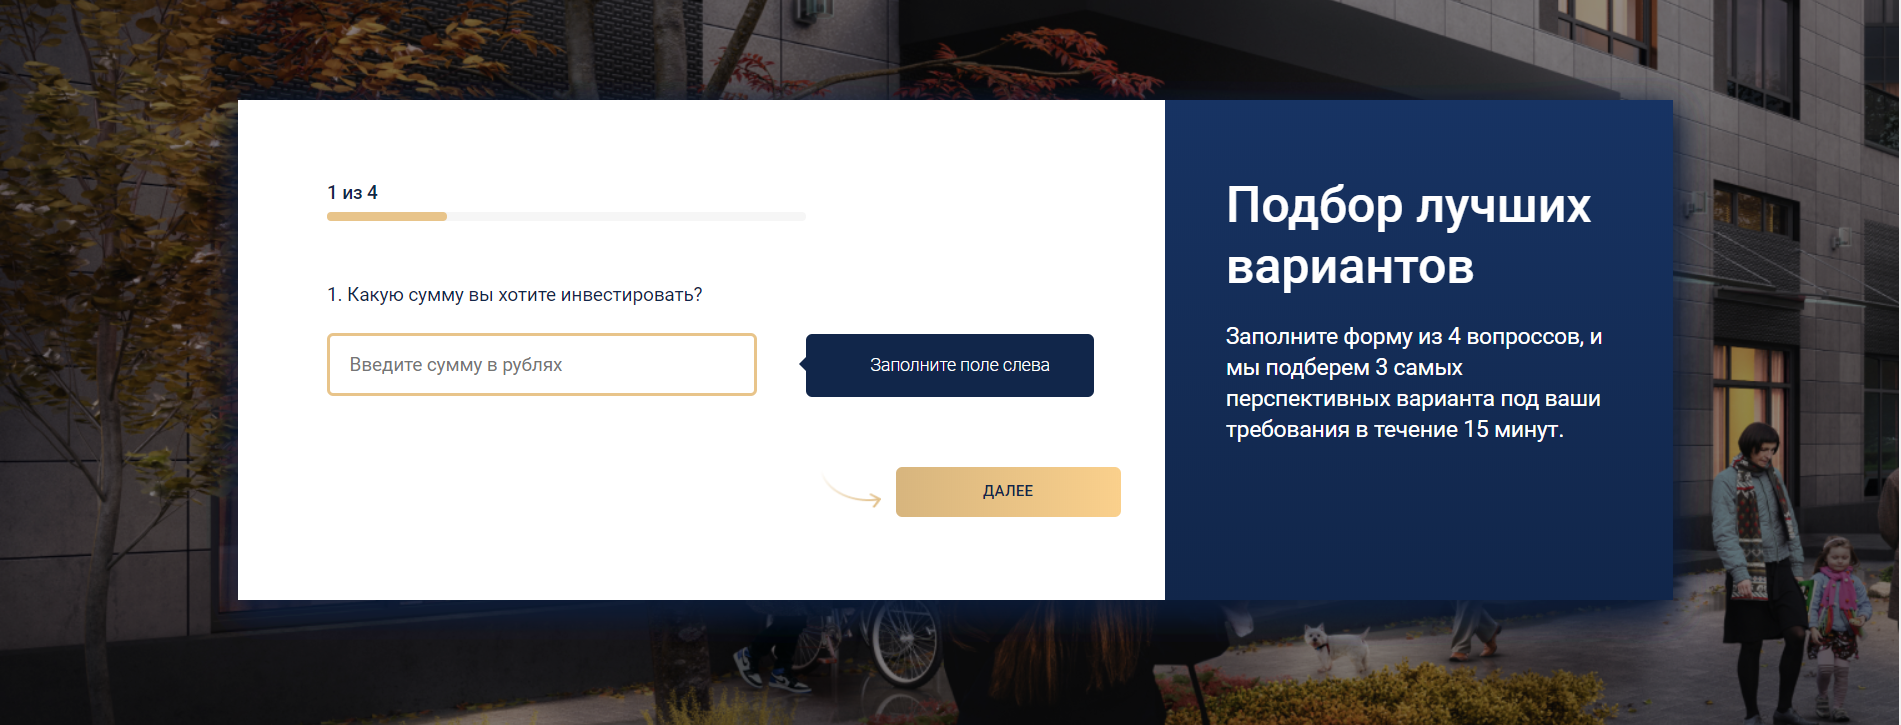 1 из 4
1. Какую сумму вы хотите инвестировать?
Введите сумму в рублях
Заполните поле слева
ДАЛЕЕ
Подбор лучших
вариантов
Заполните форму из 4 вопроссов, и
мы подберем 3 самых
перспективных варианта под ваши
требования в течение 15 минут.